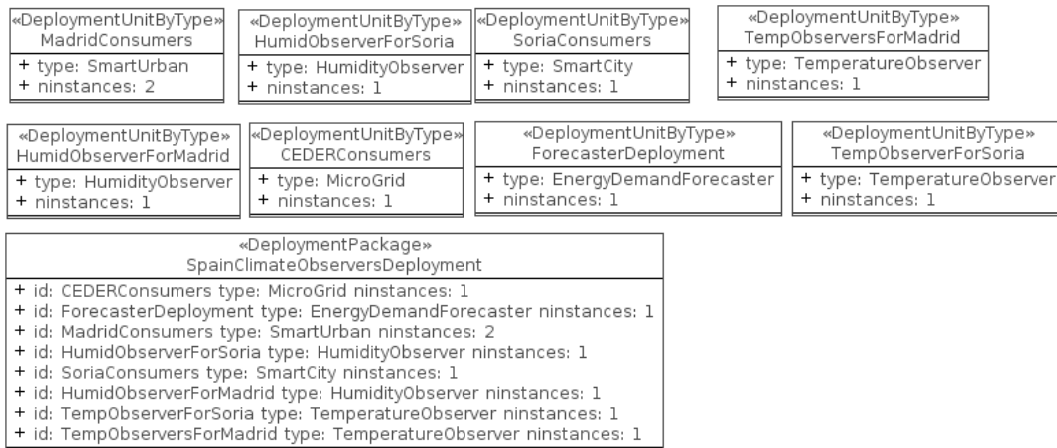 «DeploymentUnitByType»
MadridConsumers
+ type: SmartUrban
+ ninstances: 2
«DeploymentUnitByType»
HumidObserverForSoria
+ type: HumidityObserver
+ ninstances: 1
«DeploymentUnitByType»
SoriaConsumers
+ type: SmartCity
+ ninstances: 1
«DeploymentUnitByType»
TempObserversForMadrid
+ type: TemperatureObserver
+ ninstances: 1
«DeploymentUnitByType»
HumidObserverForMadrid
+ type: HumidityObserver
+ ninstances: 1
«DeploymentUnitByType»
CEDERConsumers
+ type: MicroGrid
+ ninstances: 1
«DeploymentUnitByType»
ForecasterDeployment
+ type: EnergyDemandForecaster
+ ninstances: 1
«DeploymentUnitByType»
TempObserverForSoria
+ type: TemperatureObserver
+ ninstances: 1
«DeploymentPackage»
SpainClimateObserversDeployment
+ id: CEDERConsumers type: MicroGrid ninstances: 1
+ id: ForecasterDeployment type: EnergyDemandForecaster ninstances: 1
+ id: MadridConsumers type: SmartUrban ninstances: 2
+ id: HumidObserverForSoria type: HumidityObserver ninstances: 1
+ id: SoriaConsumers type: SmartCity ninstances: 1
+ id: HumidObserverForMadrid type: HumidityObserver ninstances: 1
+ id: TempObserverForSoria type: TemperatureObserver ninstances: 1
+ id: TempObserversForMadrid type: TemperatureObserver ninstances: 1